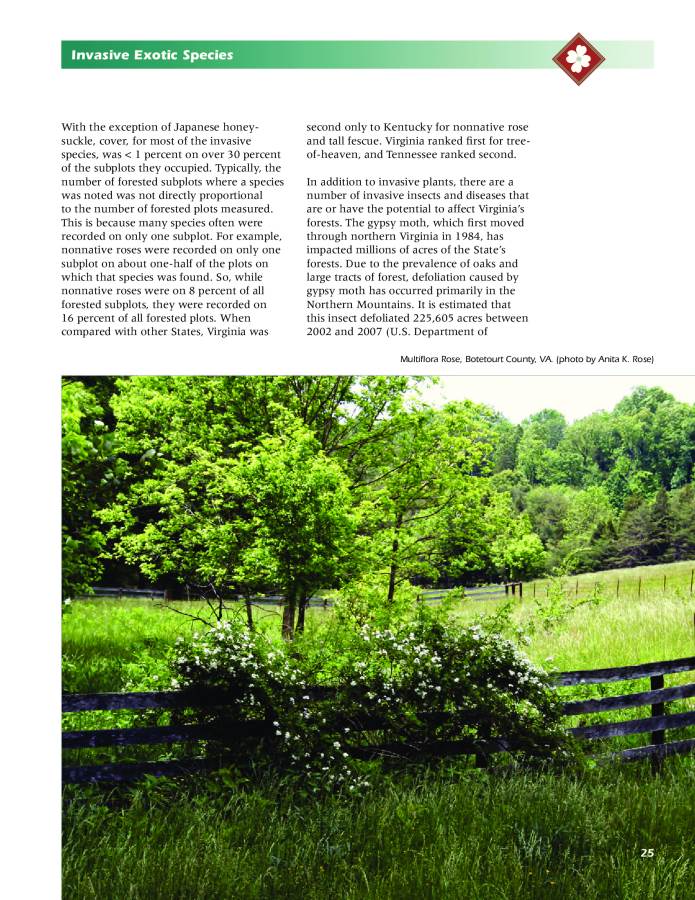 Invasive Exotic Species
With the exception of Japanese honey-
suckle, cover, for most of the invasive
species, was < 1 percent on over 30 percent
of the subplots they occupied. Typically, the
number of forested subplots where a species
was noted was not directly proportional
to the number of forested plots measured.
This is because many species often were
recorded on only one subplot. For example,
nonnative roses were recorded on only one
subplot on about one-half of the plots on
which that species was found. So, while
nonnative roses were on 8 percent of all
forested subplots, they were recorded on
16 percent of all forested plots. When
compared with other States, Virginia was
second only to Kentucky for nonnative rose
and tall fescue. Virginia ranked first for tree-
of-heaven, and Tennessee ranked second.
In addition to invasive plants, there are a
number of invasive insects and diseases that
are or have the potential to affect Virginia's
forests. The gypsy moth, which first moved
through northern Virginia in 1984, has
impacted millions of acres of the State's
forests. Due to the prevalence of oaks and
large tracts of forest, defoliation caused by
gypsy moth has occurred primarily in the
Northern Mountains. It is estimated that
this insect defoliated 225,605 acres between
2002 and 2007 (U.S. Department of
Multiflora Rose, Botetourt County, VA. (photo by Anita K. Rose)
25